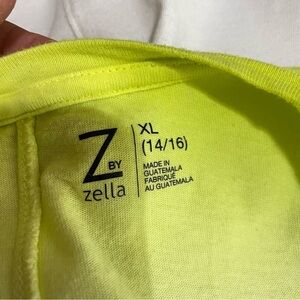 Z BY
zella
XL
(14/16)
MADE IN
GUATEMALA
FABRIQUÉ
AU GUATEMALA